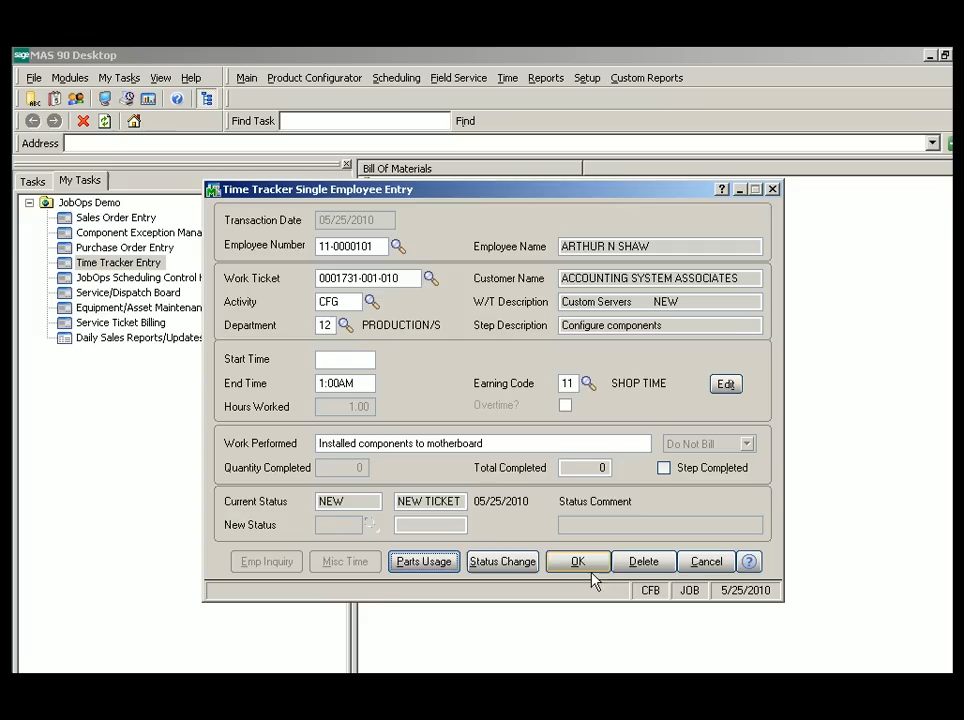 sage MAS 90 Desktop
File Modules My Tasks View Help Main Product Configurator Scheduling Field Service Time Reports Setup Custom Reports
Find Task Find
Address
Tasks My Tasks Bill Of Materials
JobOps Demo
Sales Order Entry
Component Exception Mana
Purchase Order Entry
Time Tracker Entry
JobOps Scheduling Control
Service/Dispatch Board
Equipment/Asset Maintenan
Service Ticket Billing
Daily Sales Reports/Updates
Time Tracker Single Employee Entry
Transaction Date 05/25/2010
Employee Number 11-0000101 Employee Name ARTHUR N SHAW
Work Ticket 0001731-001-010 Customer Name ACCOUNTING SYSTEM ASSOCIATES
Activity CFG W/T Description Custom Servers NEW
Department 12 PRODUCTION/S Step Description Configure components
Start Time
End Time 1:00AM Earning Code 11 SHOP TIME Edit
Hours Worked 1.00 Overtime?
Work Performed Installed components to motherboard Do Not Bill
Quantity Completed 0 Total Completed 0 Step Completed
Current Status NEW NEW TICKET 05/25/2010 Status Comment
New Status
Emp Inquiry Misc Time Parts Usage Status Change OK Delete Cancel
CFB JOB 5/25/2010